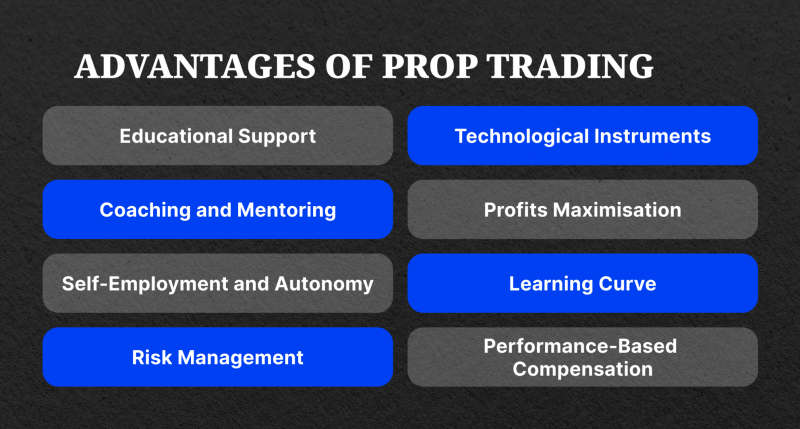 ADVANTAGES OF PROP TRADING
Educational Support
Technological Instruments
Coaching and Mentoring
Profits Maximisation
Self-Employment and Autonomy
Learning Curve
Risk Management
Performance-Based
Compensation